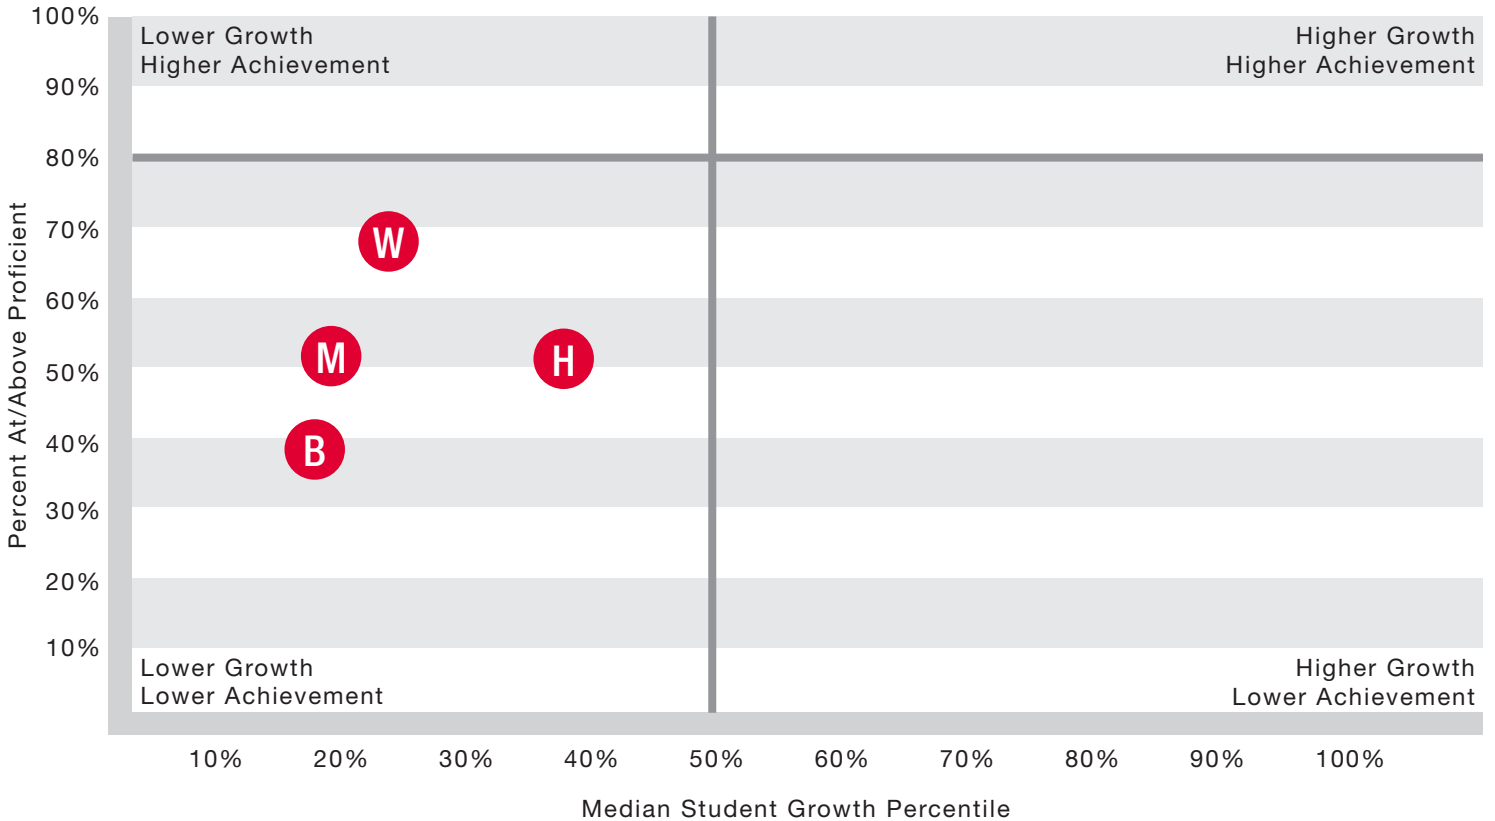 100%
Lower Growth
Higher Achievement
Higher Growth
Higher Achievement
90%
80%
70%
60%
50%
40%
30%
20%
10%
Percent At/Above Proficient
W
M
H
B
Lower Growth
Lower Achievement
Higher Growth
Lower Achievement
10% 20% 30% 40% 50% 60% 70% 80% 90% 100%
Median Student Growth Percentile